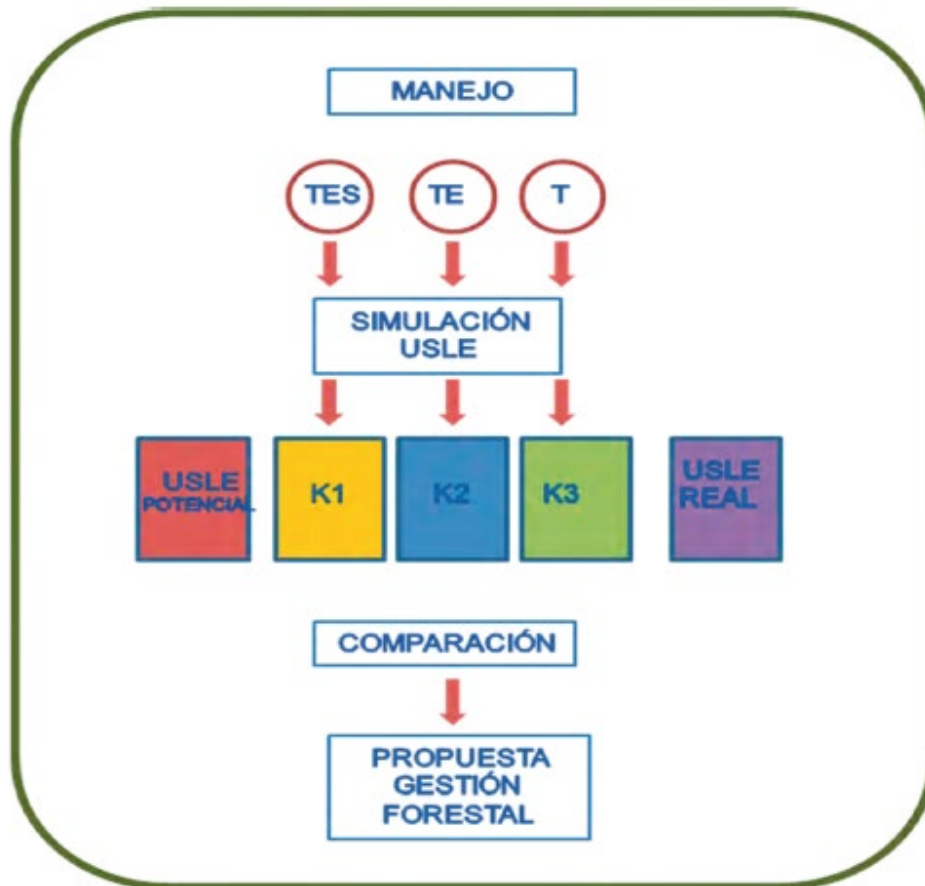 MANEJO
TES TE T
SIMULACIÓN
USLE
USLE
POTENCIAL
K1
K2
K3
USLE
REAL
COMPARACIÓN
PROPUESTA
GESTIÓN
FORESTAL